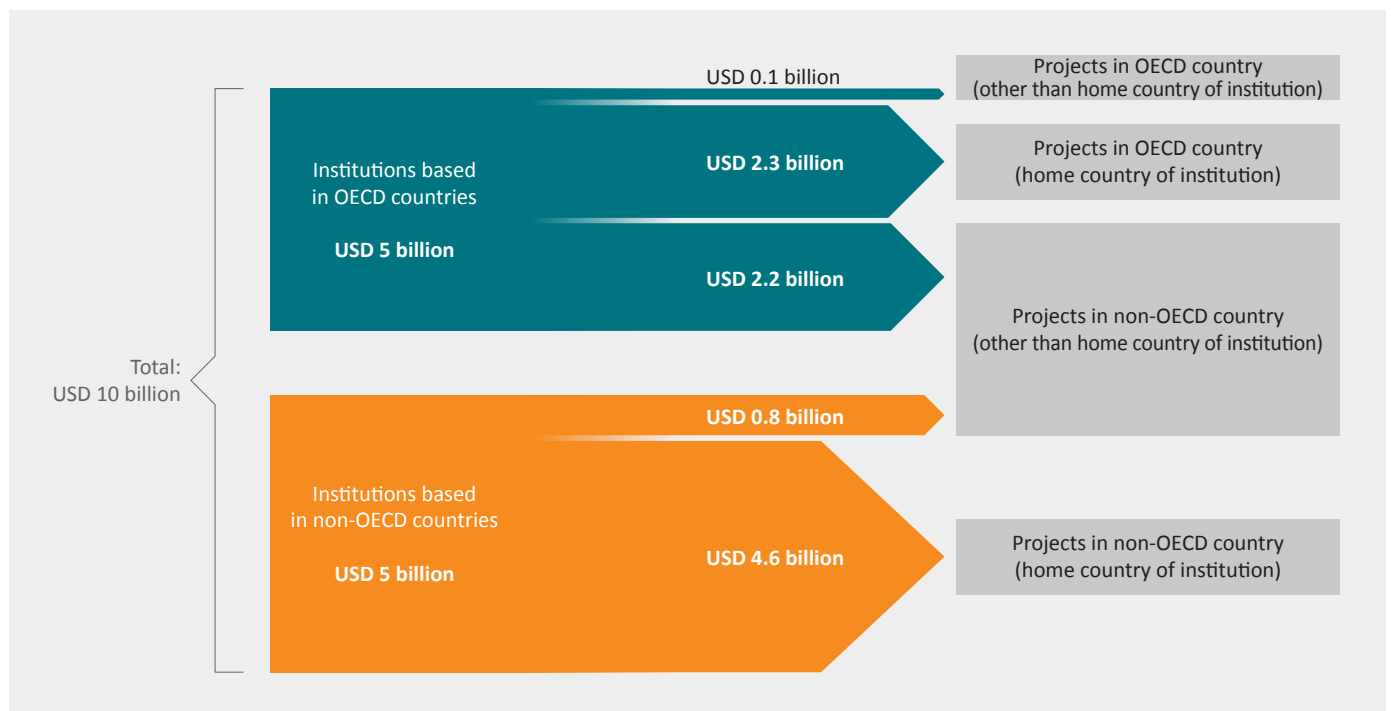 Total:
USD 10 billion
Institutions based
in OECD countries
USD 5 billion
USD 0.1 billion
USD 2.3 billion
USD 2.2 billion
Projects in OECD country
(other than home country of institution)
Projects in OECD country
(home country of institution)
Projects in non-OECD country
(other than home country of institution)
Institutions based
in non-OECD countries
USD 5 billion
USD 0.8 billion
USD 4.6 billion
Projects in non-OECD country
(home country of institution)